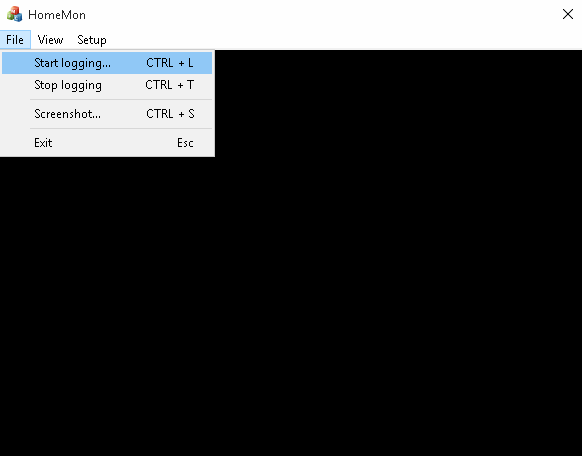 HomeMon
File View Setup
Start logging... CTRL + L
Stop logging CTRL + T
Screenshot... CTRL + S
Exit Esc